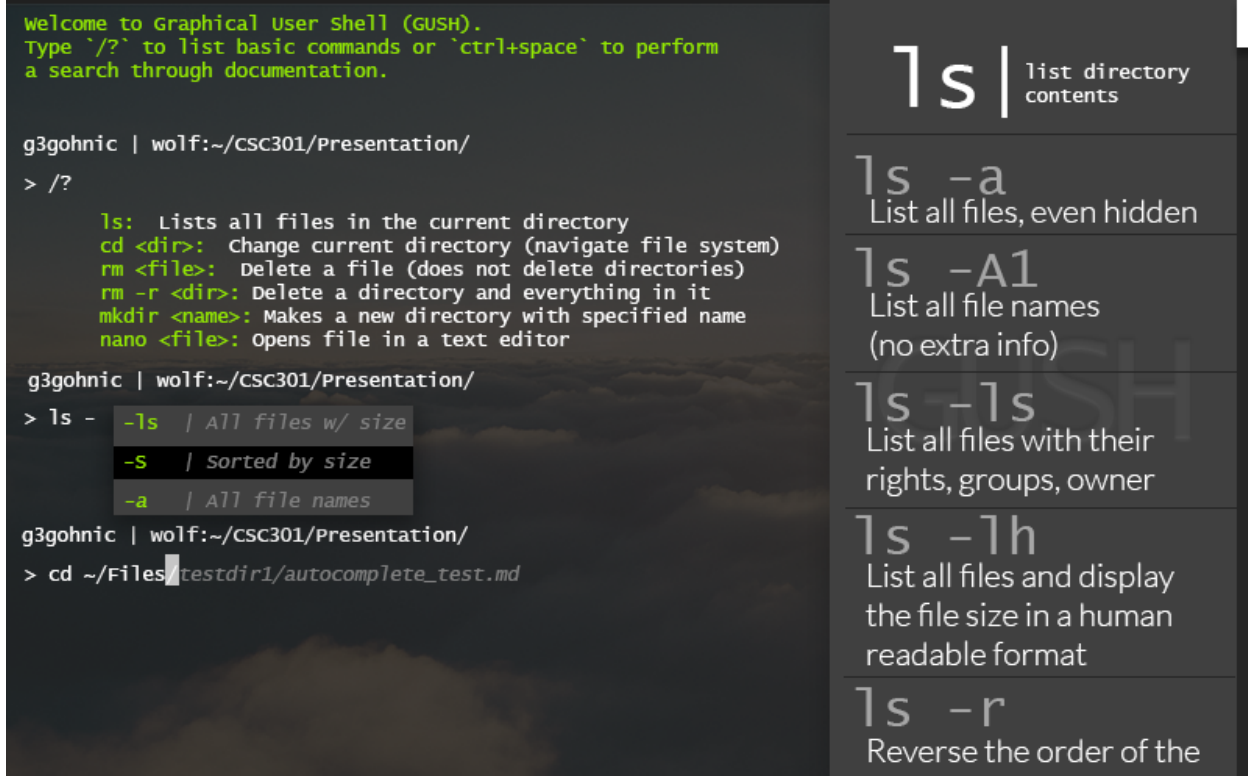 Welcome to Graphical User Shell (GUSH).
Type `/?` to list basic commands or `ctrl+space` to perform
a search through documentation.
g3gohnic | wolf:~/CSC301/Presentation/
> /?
ls: Lists all files in the current directory
cd <dir>: Change current directory (navigate file system)
rm <file>: Delete a file (does not delete directories)
rm -r <dir>: Delete a directory and everything in it
mkdir <name>: Makes a new directory with specified name
nano <file>: Opens file in a text editor
g3gohnic | wolf:~/CSC301/Presentation/
> ls -
-ls | All files w/ size
-S | Sorted by size
-a | All file names
g3gohnic | wolf:~/CSC301/Presentation/
> cd ~/Files/testdir1/autocomplete_test.md
ls | list directory
contents
ls -a
List all files, even hidden
ls -A1
List all file names
(no extra info)
GUSH
ls -ls
List all files with their
rights, groups, owner
ls -lh
List all files and display
the file size in a human
readable format
ls -r
Reverse the order of the